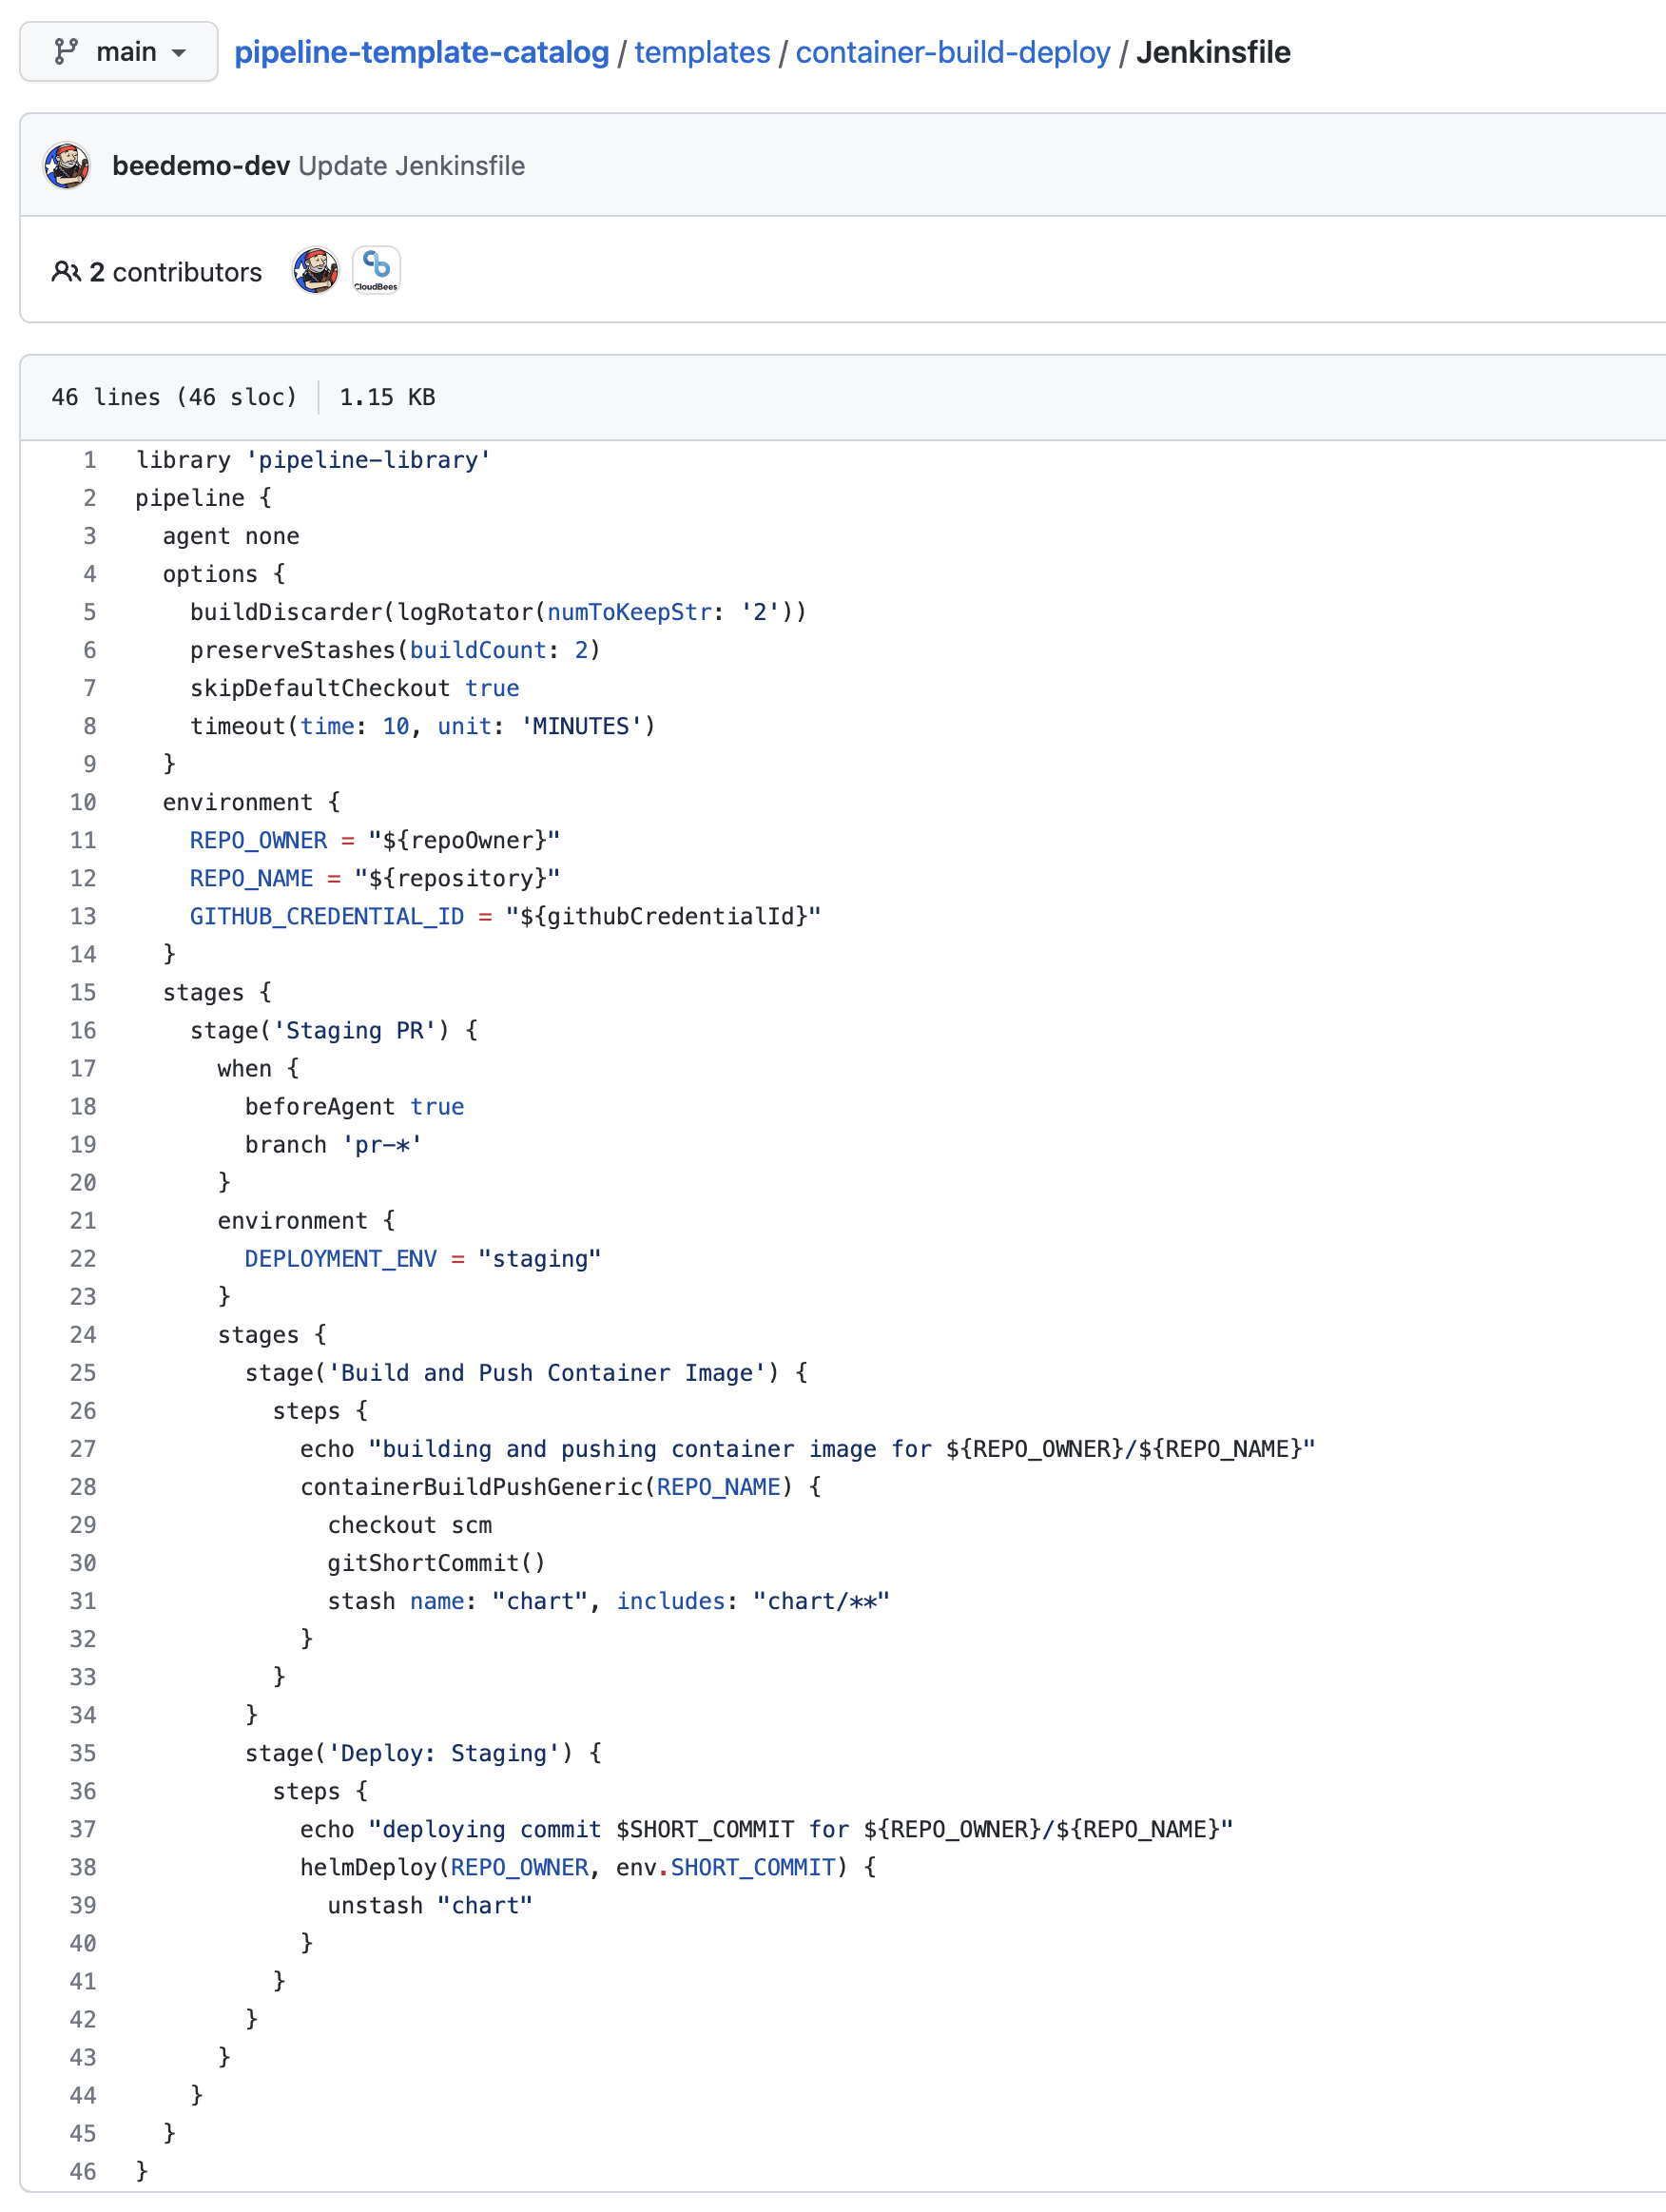 main pipeline-template-catalog / templates / container-build-deploy / Jenkinsfile
beedemo-dev Update Jenkinsfile
2 contributors CloudBees
46 lines (46 sloc) 1.15 KB
1 library 'pipeline-library'
2 pipeline {
3   agent none
4   options {
5     buildDiscarder(logRotator(numToKeepStr: '2'))
6     preserveStashes(buildCount: 2)
7     skipDefaultCheckout true
8     timeout(time: 10, unit: 'MINUTES')
9   }
10   environment {
11     REPO_OWNER = "${repoOwner}"
12     REPO_NAME = "${repository}"
13     GITHUB_CREDENTIAL_ID = "${githubCredentialId}"
14   }
15   stages {
16     stage('Staging PR') {
17       when {
18         beforeAgent true
19         branch 'pr-*'
20       }
21       environment {
22         DEPLOYMENT_ENV = "staging"
23       }
24       stages {
25         stage('Build and Push Container Image') {
26           steps {
27             echo "building and pushing container image for ${REPO_OWNER}/${REPO_NAME}"
28             containerBuildPushGeneric(REPO_NAME) {
29               checkout scm
30               gitShortCommit()
31               stash name: "chart", includes: "chart/**"
32             }
33           }
34         }
35         stage('Deploy: Staging') {
36           steps {
37             echo "deploying commit $SHORT_COMMIT for ${REPO_OWNER}/${REPO_NAME}"
38             helmDeploy(REPO_OWNER, env.SHORT_COMMIT) {
39               unstash "chart"
40             }
41           }
42         }
43       }
44     }
45   }
46 }